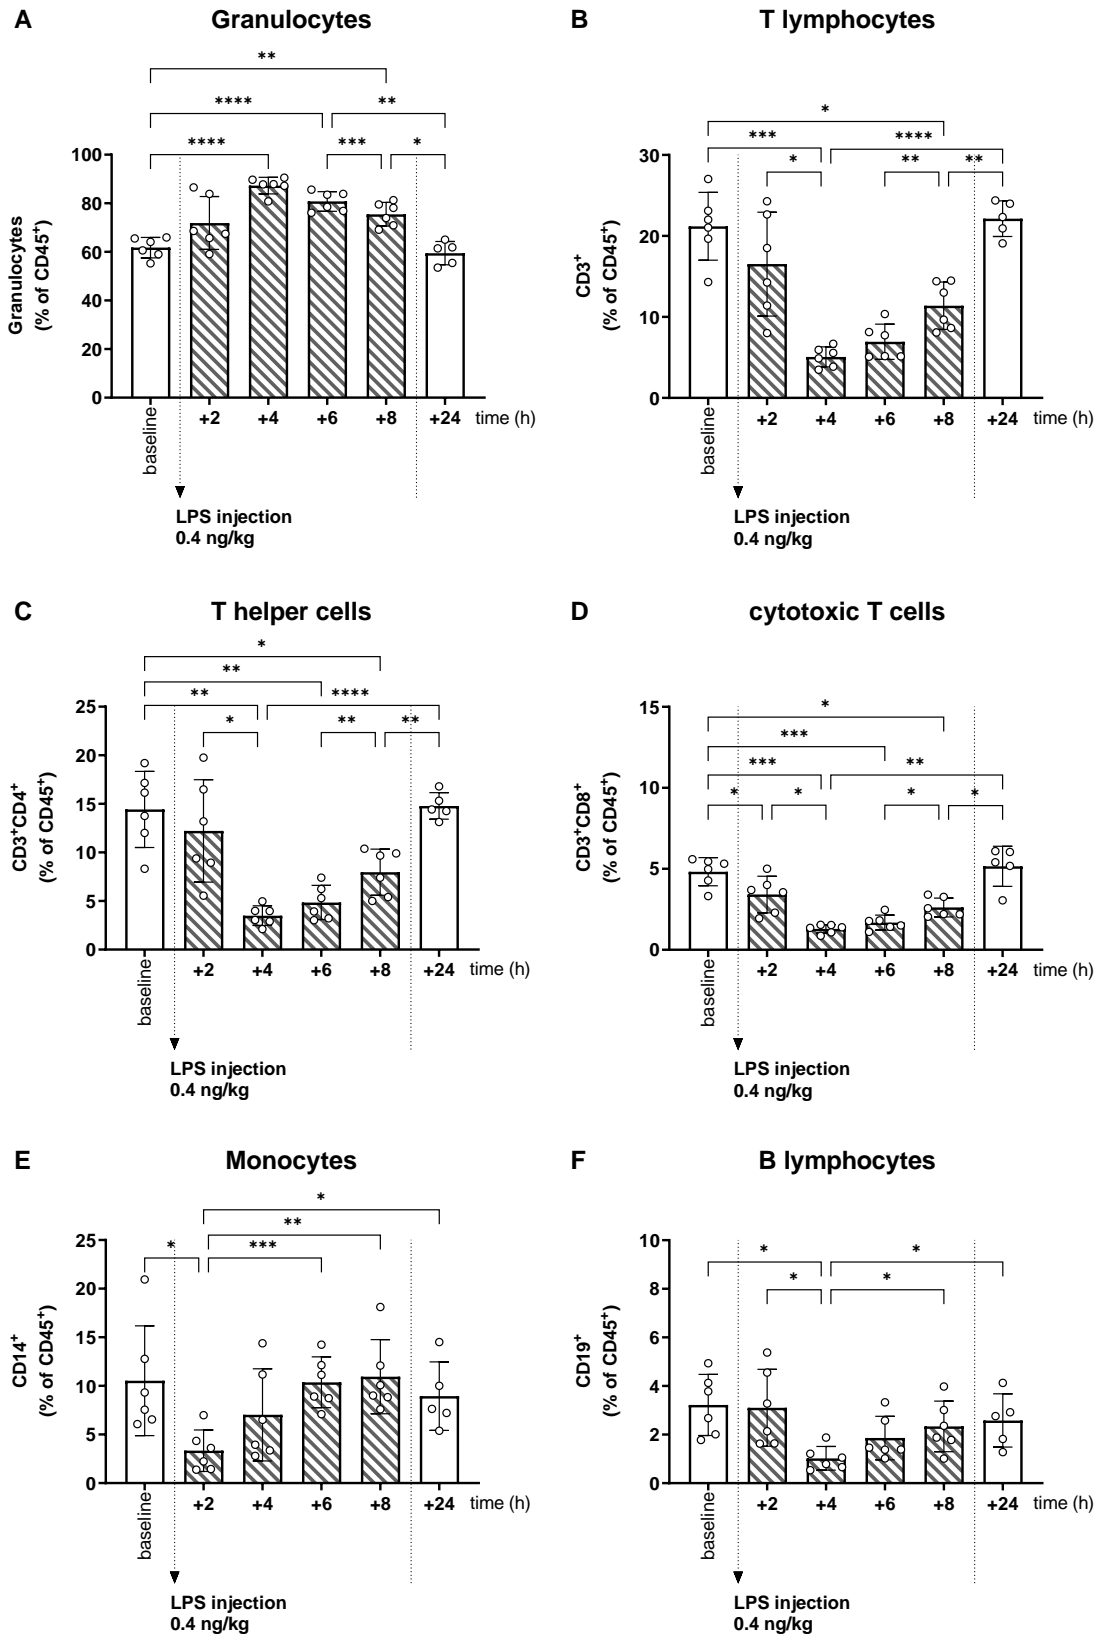 A
Granulocytes
**
****
**
****
***
*
100
80
60
40
20
0
Granulocytes
(% of CD45⁺)
baseline
+2
+4
+6
+8
+24
time (h)
LPS injection
0.4 ng/kg
B
T lymphocytes
*
***
****
*
**
**
30
20
10
0
CD3⁺
(% of CD45⁺)
baseline
+2
+4
+6
+8
+24
time (h)
LPS injection
0.4 ng/kg
C
T helper cells
*
**
**
****
*
**
**
25
20
15
10
5
0
CD3⁺CD4⁺
(% of CD45⁺)
baseline
+2
+4
+6
+8
+24
time (h)
LPS injection
0.4 ng/kg
D
cytotoxic T cells
*
***
***
**
*
*
*
*
15
10
5
0
CD3⁺CD8⁺
(% of CD45⁺)
baseline
+2
+4
+6
+8
+24
time (h)
LPS injection
0.4 ng/kg
E
Monocytes
*
**
*
***
25
20
15
10
5
0
CD14⁺
(% of CD45⁺)
baseline
+2
+4
+6
+8
+24
time (h)
LPS injection
0.4 ng/kg
F
B lymphocytes
*
*
*
*
10
8
6
4
2
0
CD19⁺
(% of CD45⁺)
baseline
+2
+4
+6
+8
+24
time (h)
LPS injection
0.4 ng/kg